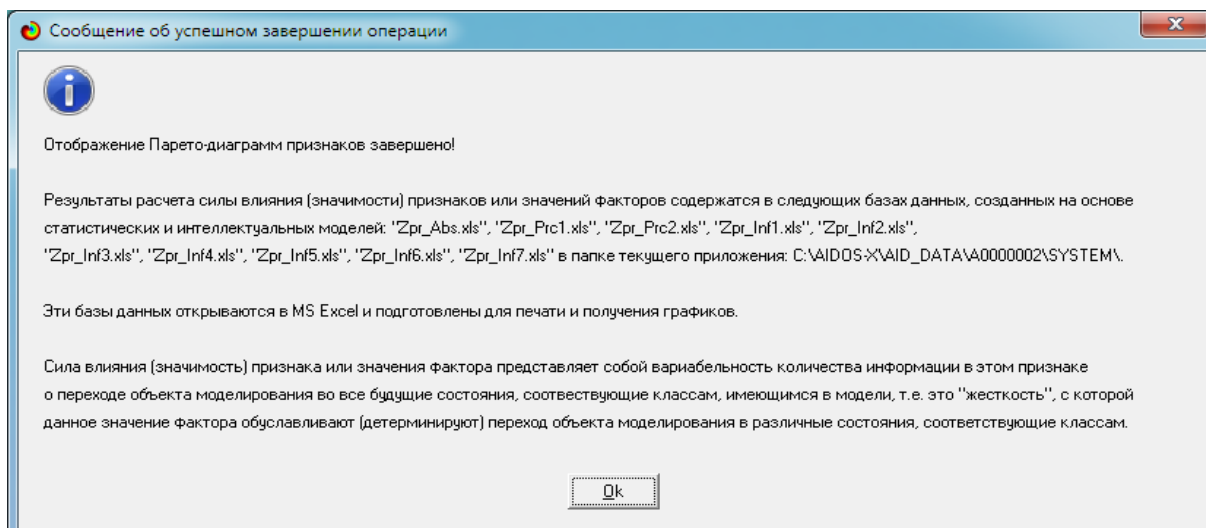 Сообщение об успешном завершении операции
Отображение Парето-диаграмм признаков завершено!
Результаты расчета силы влияния (значимости) признаков или значений факторов содержатся в следующих базах данных, созданных на основе
статистических и интеллектуальных моделей: "Zpr_Abs.xls", "Zpr_Prc1.xls", "Zpr_Prc2.xls", "Zpr_Inf1.xls", "Zpr_Inf2.xls",
"Zpr_Inf3.xls", "Zpr_Inf4.xls", "Zpr_Inf5.xls", "Zpr_Inf6.xls", "Zpr_Inf7.xls" в папке текущего приложения: C:\AIDOS-X\AID_DATA\A0000002\SYSTEM\.
Эти базы данных открываются в MS Excel и подготовлены для печати и получения графиков.
Сила влияния (значимость) признака или значения фактора представляет собой вариабельность количества информации в этом признаке
о переходе объекта моделирования во все будущие состояния, соотвествующие классам, имеющимся в модели, т.е. это "жесткость", с которой
данное значение фактора обуславливают (детерминируют) переход объекта моделирования в различные состояния, соответствующие классам.
Ok